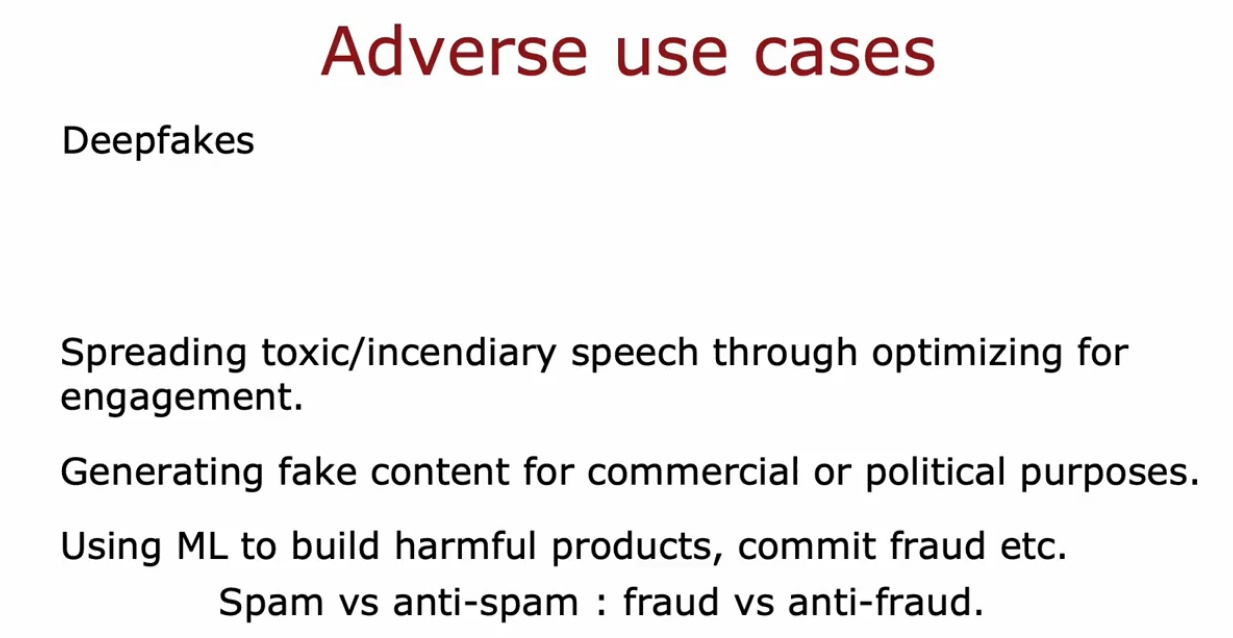 Adverse use cases
Deepfakes
Spreading toxic/incendiary speech through optimizing for
engagement.
Generating fake content for commercial or political purposes.
Using ML to build harmful products, commit fraud etc.
Spam vs anti-spam : fraud vs anti-fraud.